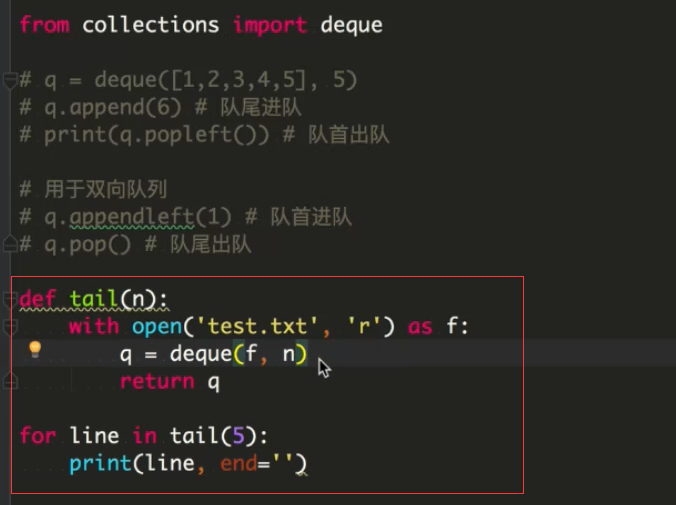 from collections import deque
# q = deque([1,2,3,4,5], 5)
# q.append(6) # 队尾进队
# print(q.popleft()) # 队首出队
# 用于双向队列
# q.appendleft(1) # 队首进队
# q.pop() # 队尾出队
def tail(n):
    with open('test.txt', 'r') as f:
        q = deque(f, n)
        return q
for line in tail(5):
    print(line, end='')